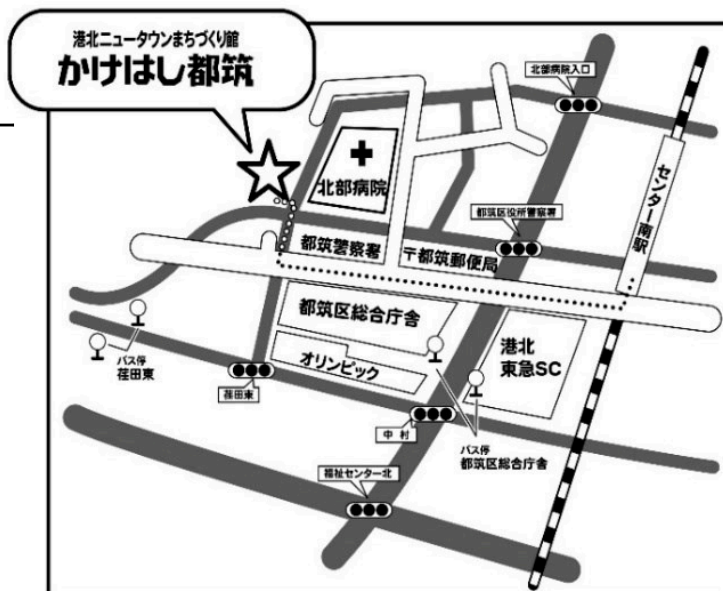 港北ニュータウンまちづくり館
かけはし都筑
北部病院入口
北部病院
センター南駅
都筑区役所警察署
都筑警察署
〒都筑郵便局
都筑区総合庁舎
港北
東急SC
オリンピック
バス停
荏田東
荏田東
中村
バス停
都筑区総合庁舎
福祉センター北